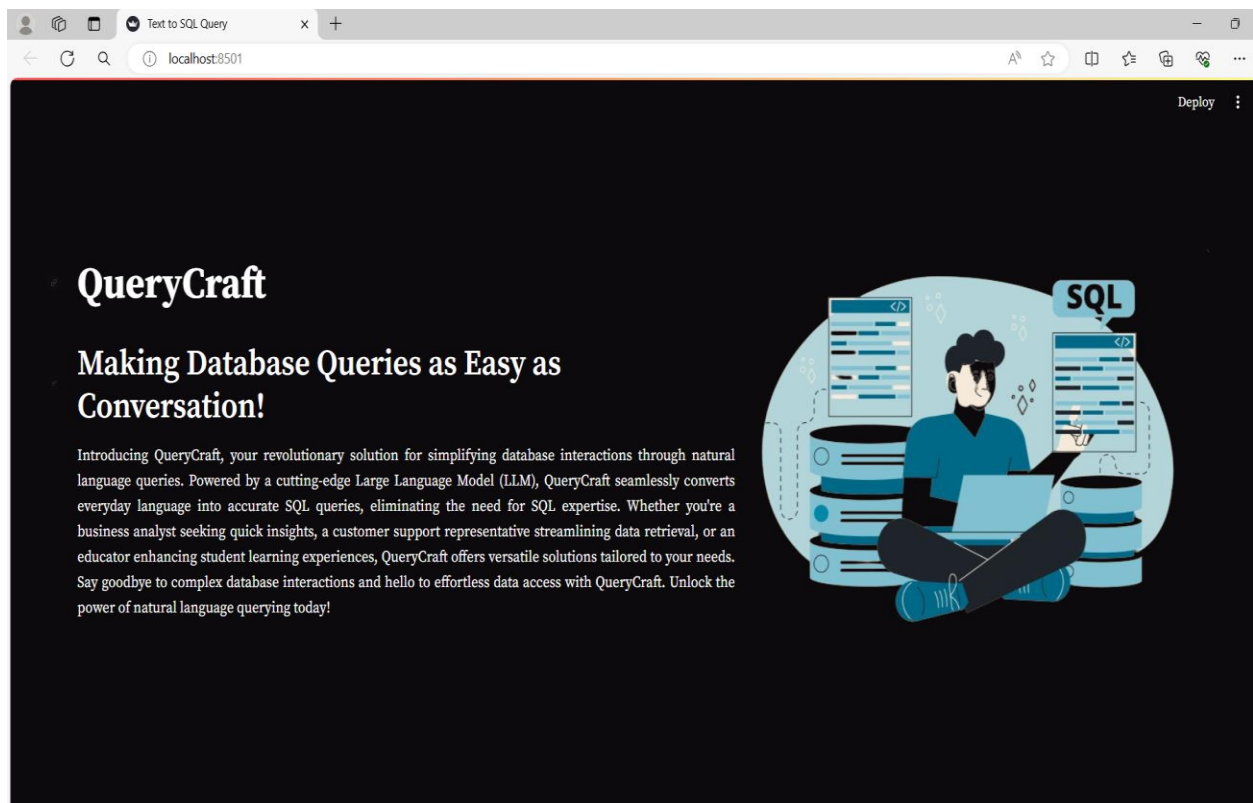 Text to SQL Query
localhost:8501
Deploy
QueryCraft
Making Database Queries as Easy as
Conversation!
Introducing QueryCraft, your revolutionary solution for simplifying database interactions through natural
language queries. Powered by a cutting-edge Large Language Model (LLM), QueryCraft seamlessly converts
everyday language into accurate SQL queries, eliminating the need for SQL expertise. Whether you're a
business analyst seeking quick insights, a customer support representative streamlining data retrieval, or an
educator enhancing student learning experiences, QueryCraft offers versatile solutions tailored to your needs.
Say goodbye to complex database interactions and hello to effortless data access with QueryCraft. Unlock the
power of natural language querying today!
SQL
</>
</>